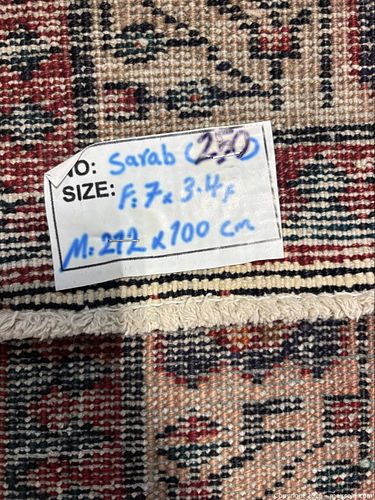 NO: Sarab (250)
SIZE: F: 7 x 3.4 F
M: 212 x 100 cm